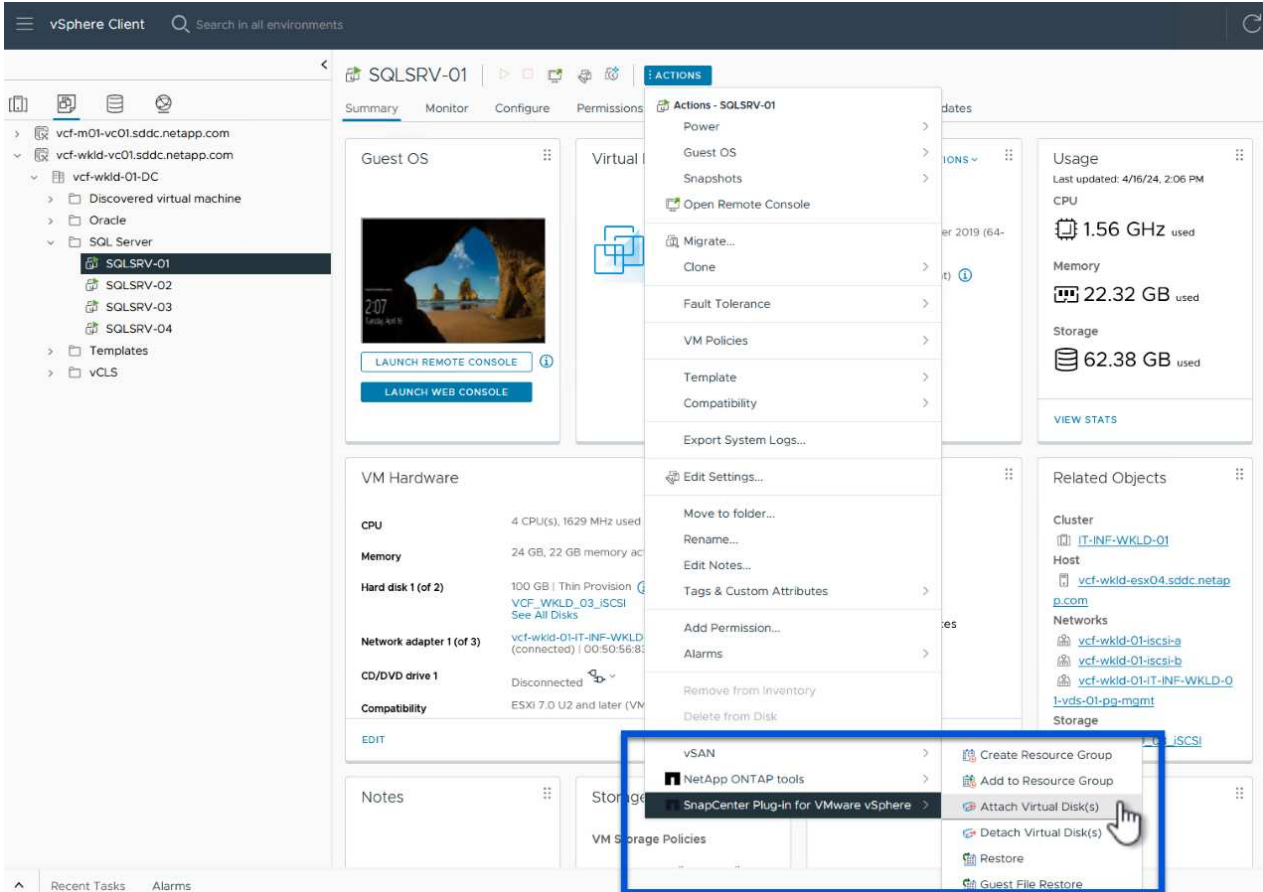 vSphere Client
Search in all environments
SQLSRV-01
ACTIONS
Summary
Monitor
Configure
Permissions
dates
vcf-m01-vc01.sddc.netapp.com
vcf-wkld-vc01.sddc.netapp.com
vcf-wkld-01-DC
Discovered virtual machine
Oracle
SQL Server
SQLSRV-01
SQLSRV-02
SQLSRV-03
SQLSRV-04
Templates
vCLS
Guest OS
2:07
Tuesday, April 16
LAUNCH REMOTE CONSOLE
LAUNCH WEB CONSOLE
Virtual
IONS
er 2019 (64-
t)
Actions - SQLSRV-01
Power
Guest OS
Snapshots
Open Remote Console
Migrate...
Clone
Fault Tolerance
VM Policies
Template
Compatibility
Export System Logs...
Edit Settings...
Move to folder...
Rename...
Edit Notes...
Tags & Custom Attributes
Add Permission...
Alarms
Remove from Inventory
Delete from Disk
vSAN
NetApp ONTAP tools
SnapCenter Plug-in for VMware vSphere
Create Resource Group
Add to Resource Group
Attach Virtual Disk(s)
Detach Virtual Disk(s)
Restore
Guest File Restore
Usage
Last updated: 4/16/24, 2:06 PM
CPU
1.56 GHz used
Memory
22.32 GB used
Storage
62.38 GB used
VIEW STATS
VM Hardware
CPU
4 CPU(s), 1629 MHz used
Memory
24 GB, 22 GB memory ac
Hard disk 1 (of 2)
100 GB | Thin Provision
VCF_WKLD_03_iSCSI
See All Disks
Network adapter 1 (of 3)
vcf-wkld-01-IT-INF-WKLD
(connected) | 00:50:56:8
CD/DVD drive 1
Disconnected
Compatibility
ESXi 7.0 U2 and later (VM
EDIT
es
Related Objects
Cluster
IT-INF-WKLD-01
Host
vcf-wkld-esx04.sddc.netap
p.com
Networks
vcf-wkld-01-iscsi-a
vcf-wkld-01-iscsi-b
vcf-wkld-01-IT-INF-WKLD-0
1-vds-01-pg-mgmt
Storage
_03_iSCSI
Notes
Storage
VM Storage Policies
Recent Tasks
Alarms